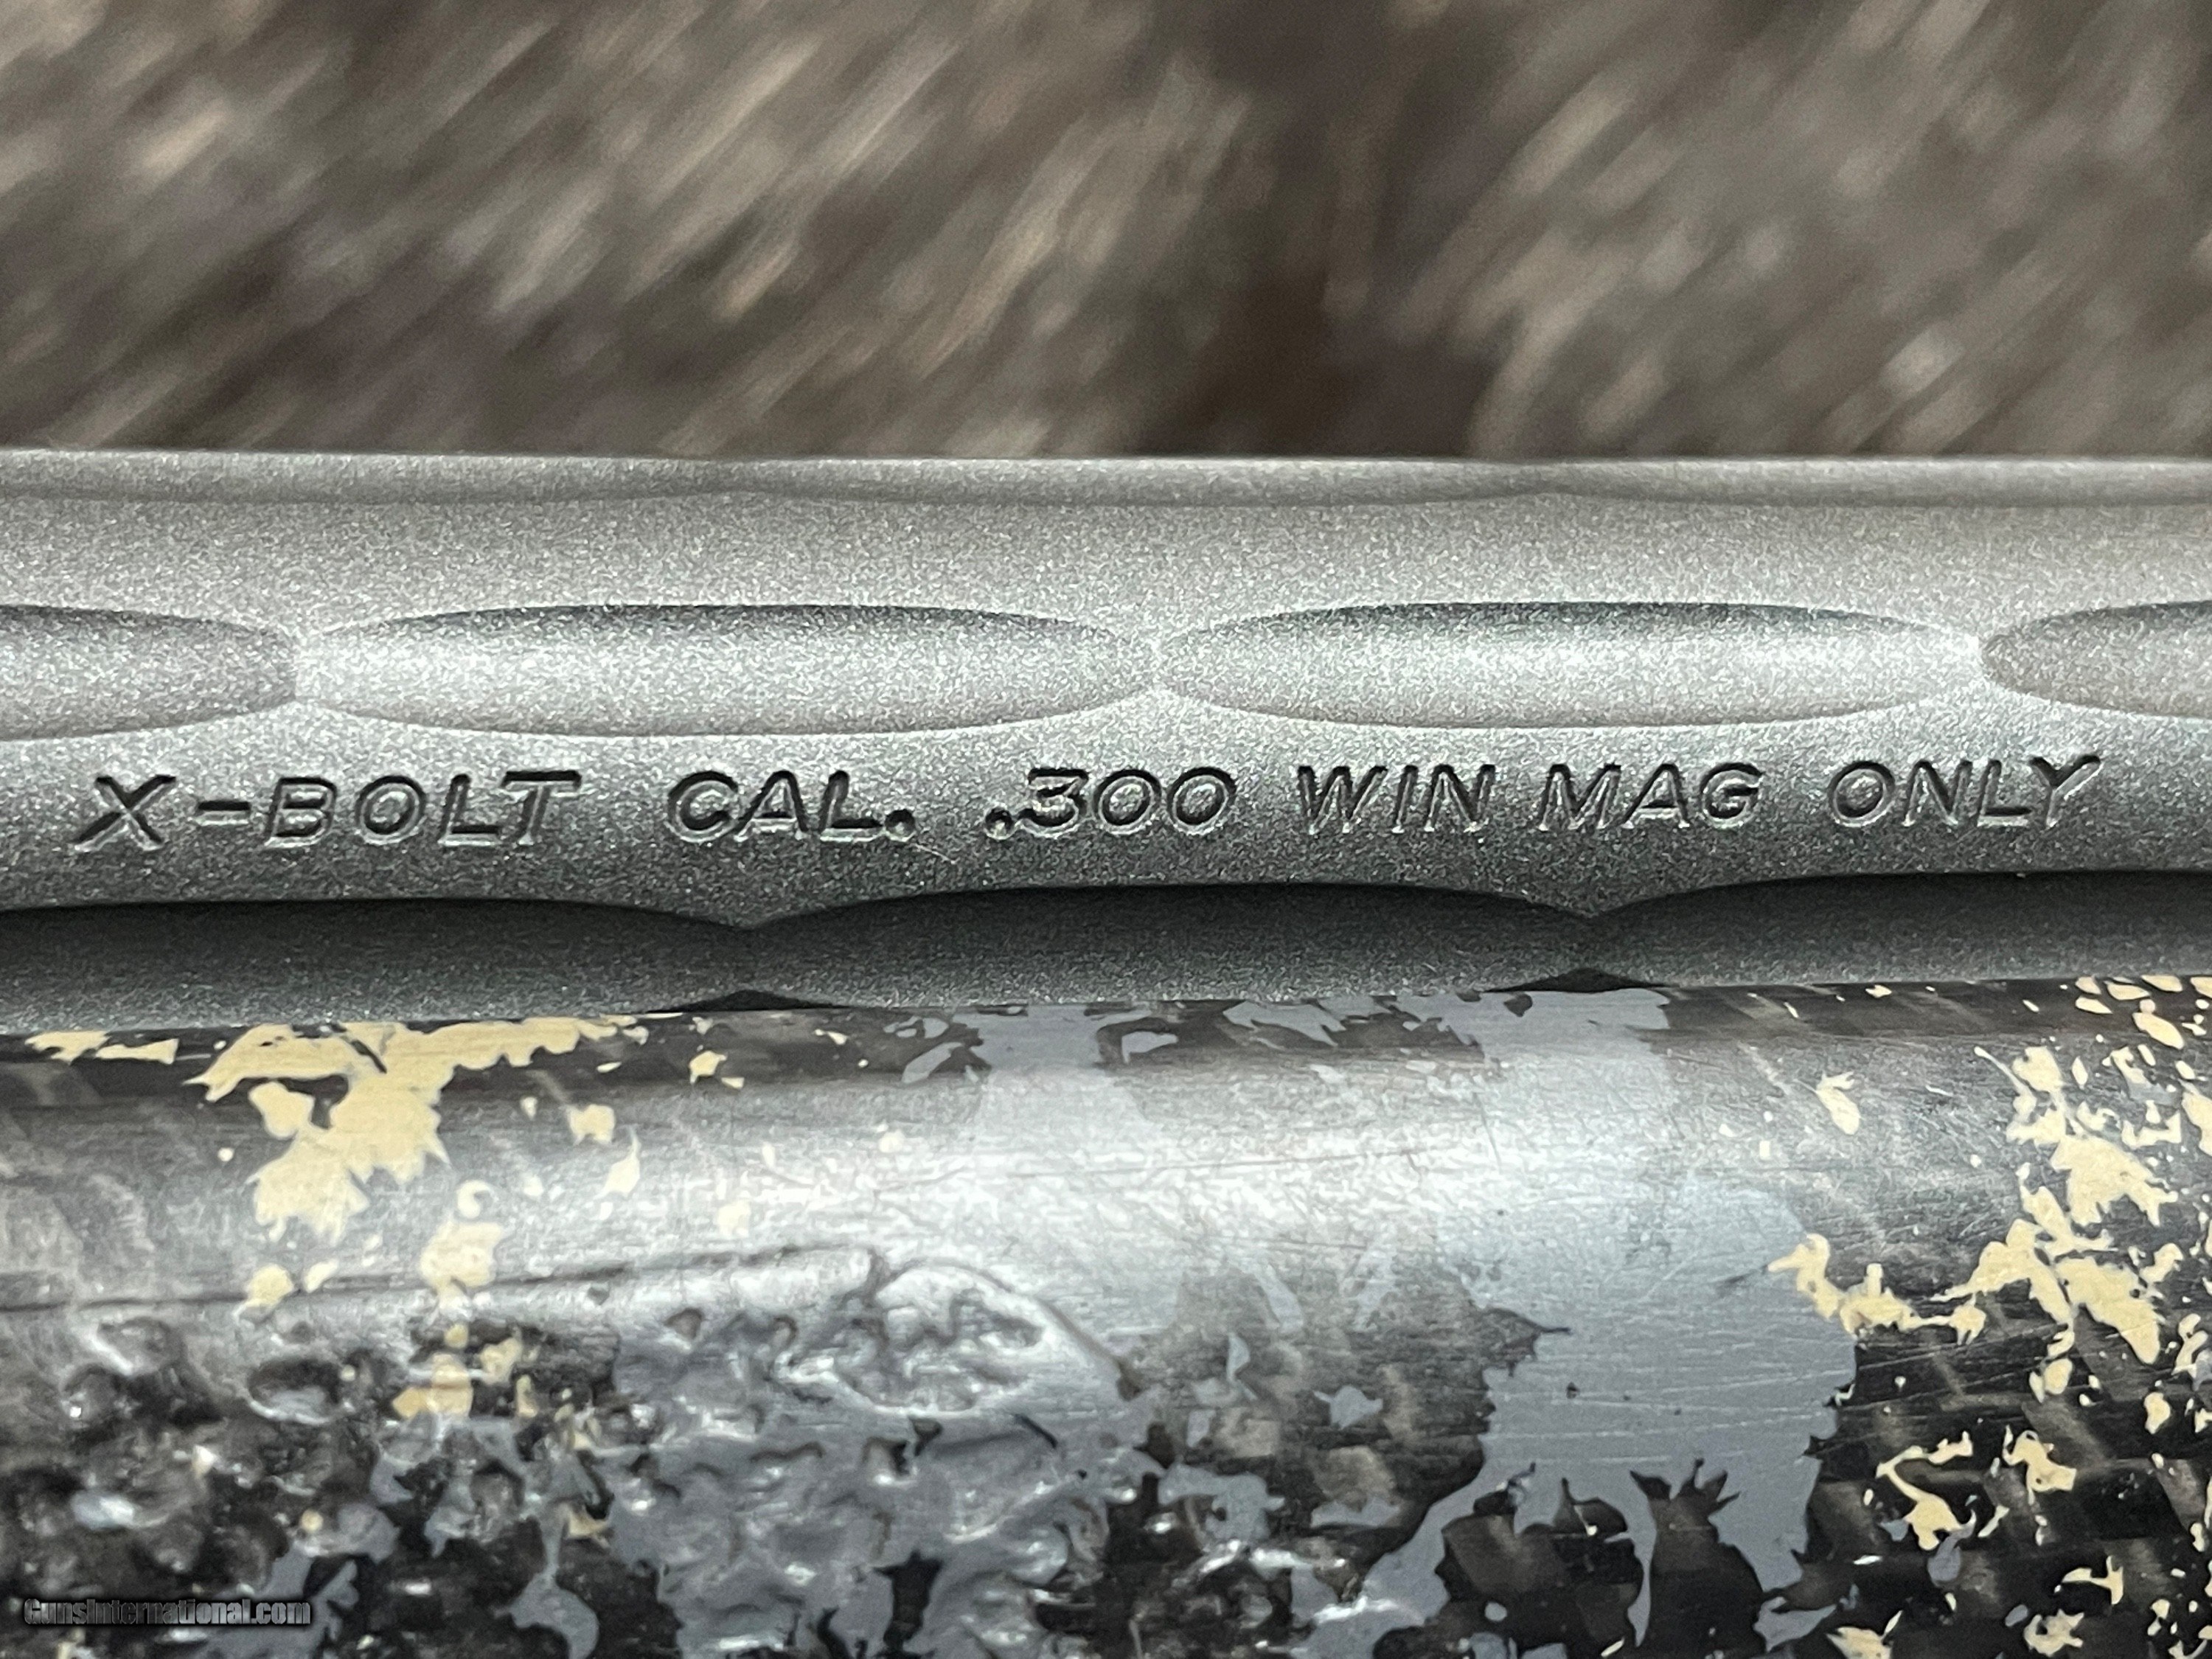 X-BOLT CAL. .300 WIN MAG ONLY
GunsInternational.com